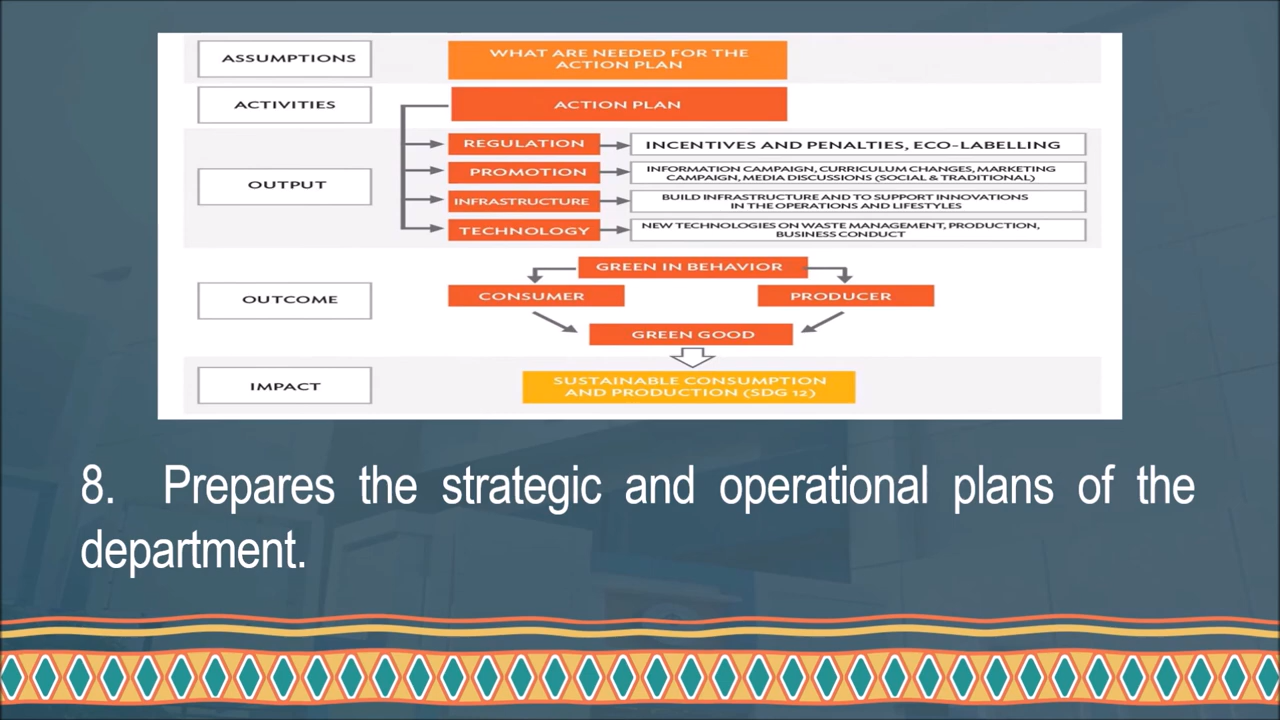 ASSUMPTIONS
WHAT ARE NEEDED FOR THE
ACTION PLAN
ACTIVITIES
ACTION PLAN
OUTPUT
REGULATION
INCENTIVES AND PENALTIES, ECO-LABELLING
PROMOTION
INFORMATION CAMPAIGN, CURRICULUM CHANGES, MARKETING
CAMPAIGN, MEDIA DISCUSSIONS (SOCIAL & TRADITIONAL)
INFRASTRUCTURE
BUILD INFRASTRUCTURE AND TO SUPPORT INNOVATIONS
IN THE OPERATIONS AND LIFESTYLES
TECHNOLOGY
NEW TECHNOLOGIES ON WASTE MANAGEMENT, PRODUCTION,
BUSINESS CONDUCT
OUTCOME
GREEN IN BEHAVIOR
CONSUMER
PRODUCER
GREEN GOOD
IMPACT
SUSTAINABLE CONSUMPTION
AND PRODUCTION (SDG 12)
8. Prepares the strategic and operational plans of the
department.